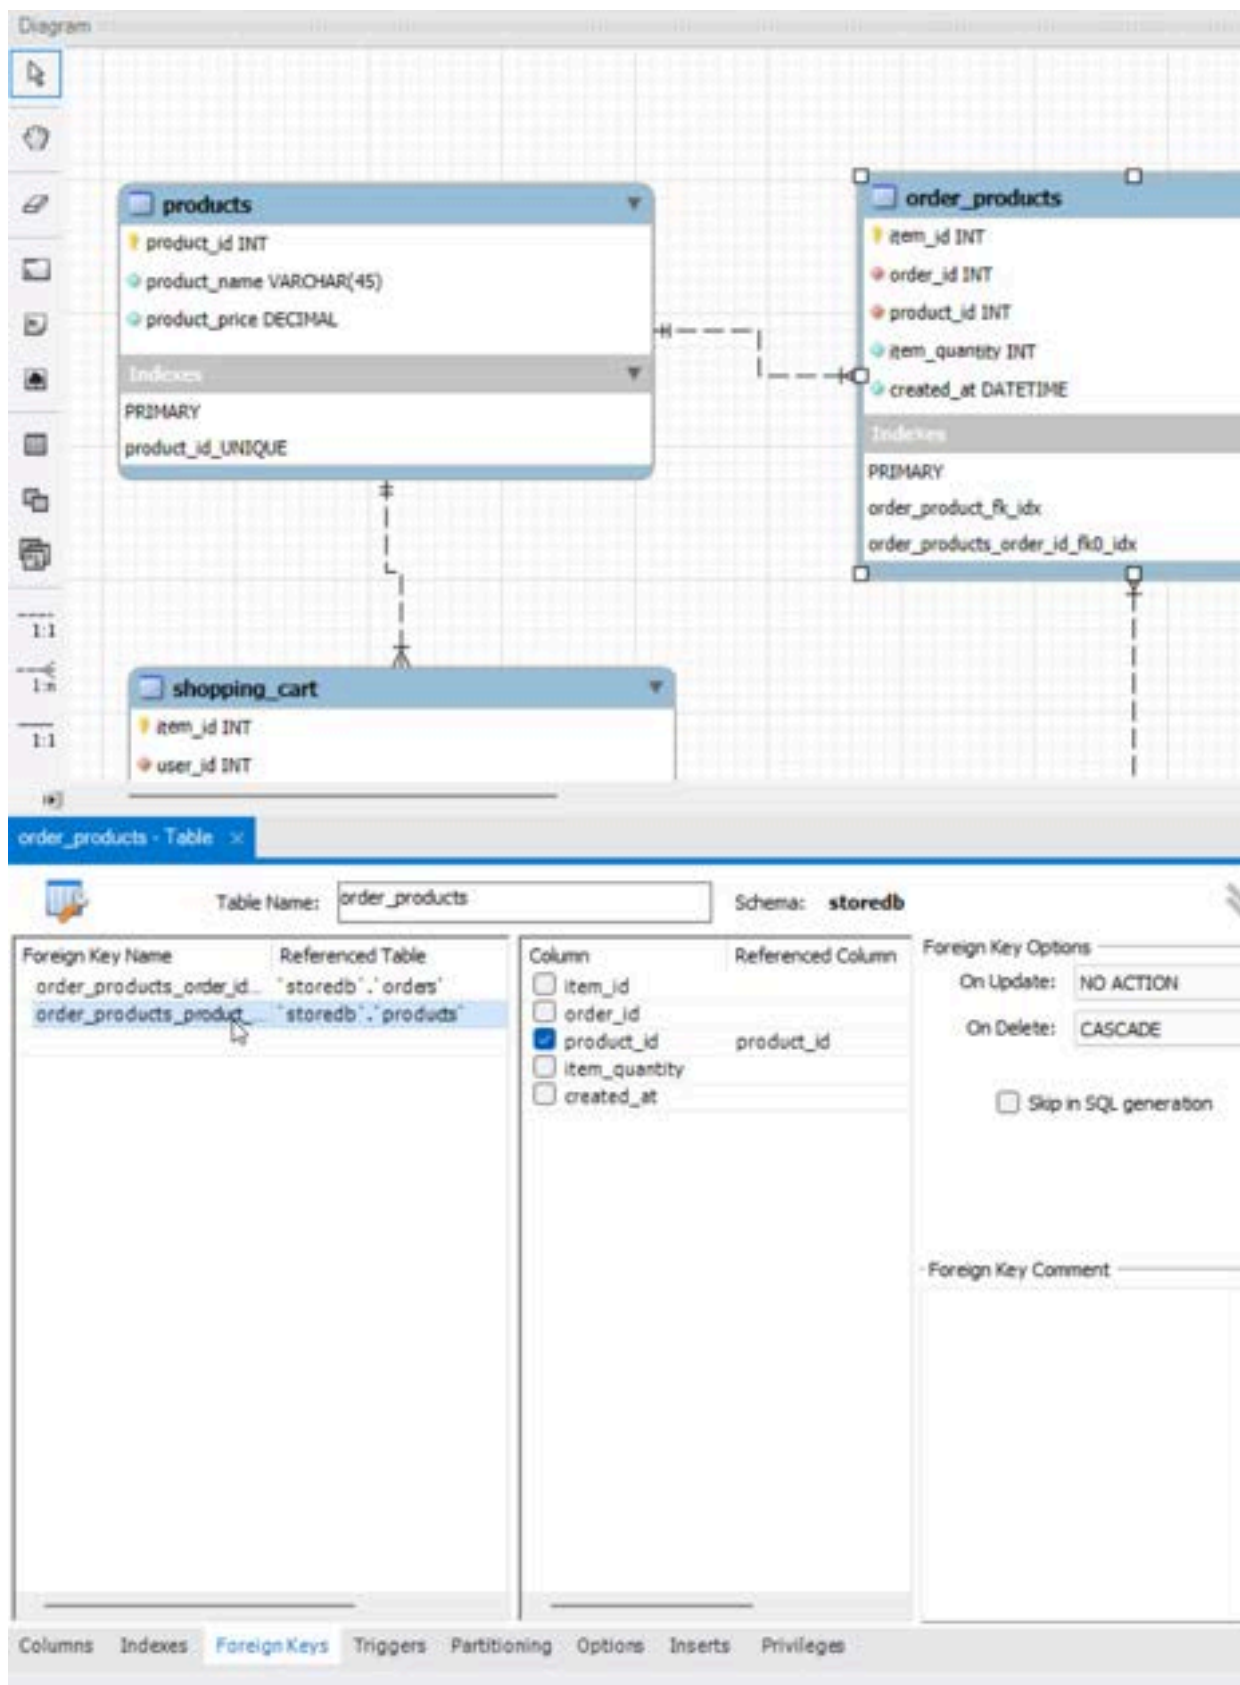 Diagram
products
product_id INT
product_name VARCHAR(45)
product_price DECIMAL
Indexes
PRIMARY
product_id_UNIQUE
order_products
item_id INT
order_id INT
product_id INT
item_quantity INT
created_at DATETIME
Indexes
PRIMARY
order_product_fk_idx
order_products_order_id_fk0_idx
1:1
1:n
1:1
shopping_cart
item_id INT
user_id INT
order_products - Table
Table Name: order_products Schema: storedb
Foreign Key Name Referenced Table
order_products_order_id... `storedb`.`orders`
order_products_product_... `storedb`.`products`
Column Referenced Column
item_id
order_id
product_id product_id
item_quantity
created_at
Foreign Key Options
On Update: NO ACTION
On Delete: CASCADE
Skip in SQL generation
Foreign Key Comment
Columns Indexes Foreign Keys Triggers Partitioning Options Inserts Privileges